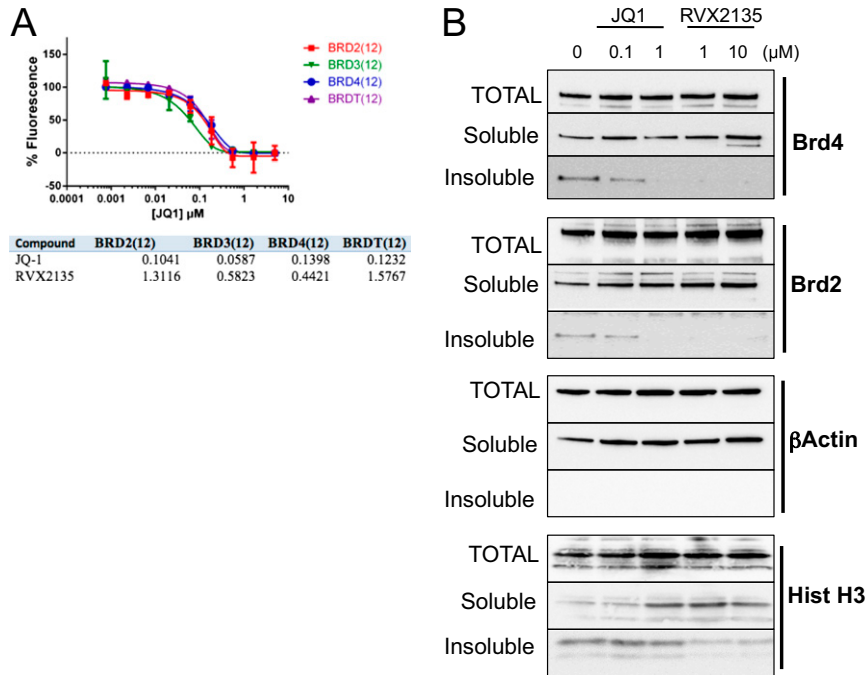 A
% Fluorescence
150
100
50
0
-50
0.0001 0.001 0.01 0.1 1 10
[JQ1] µM
BRD2(12)
BRD3(12)
BRD4(12)
BRDT(12)
Compound BRD2(12) BRD3(12) BRD4(12) BRDT(12)
JQ-1 0.1041 0.0587 0.1398 0.1232
RVX2135 1.3116 0.5823 0.4421 1.5767
B
JQ1 RVX2135
0 0.1 1 1 10 (µM)
TOTAL
Soluble
Insoluble
Brd4
TOTAL
Soluble
Insoluble
Brd2
TOTAL
Soluble
Insoluble
βActin
TOTAL
Soluble
Insoluble
Hist H3